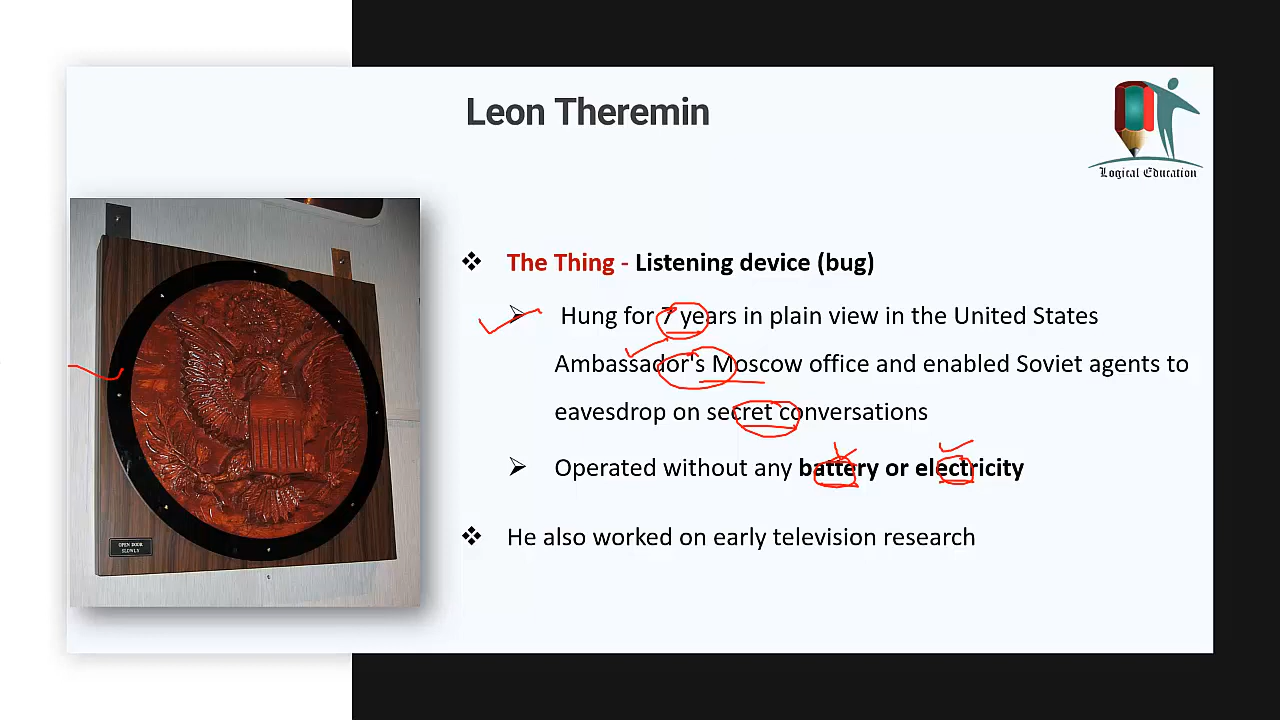 Leon Theremin
Logical Education
❖ The Thing - Listening device (bug)
➢ Hung for 7 years in plain view in the United States
Ambassador's Moscow office and enabled Soviet agents to
eavesdrop on secret conversations
➢ Operated without any battery or electricity
OPEN DOOR
SLOWLY
❖ He also worked on early television research